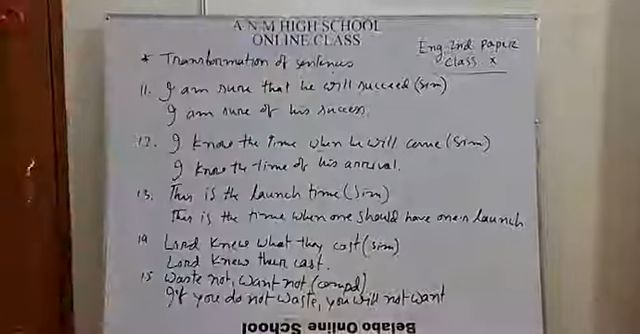 A N M HIGH SCHOOL
ONLINE CLASS
Eng. 2nd Paper
Class X
* Transformation of sentences
11. I am sure that he will succeed (sim)
I am sure of his success.
12. I know the time when he will come (sim)
I know the time of his arrival.
13. This is the launch time (sim)
This is the time when one should have one's launch
14 Lord knew what they cost (sim)
Lord knew their cast.
15 Waste not, want not (compd)
If you do not waste, you will not want
Belabo Online School